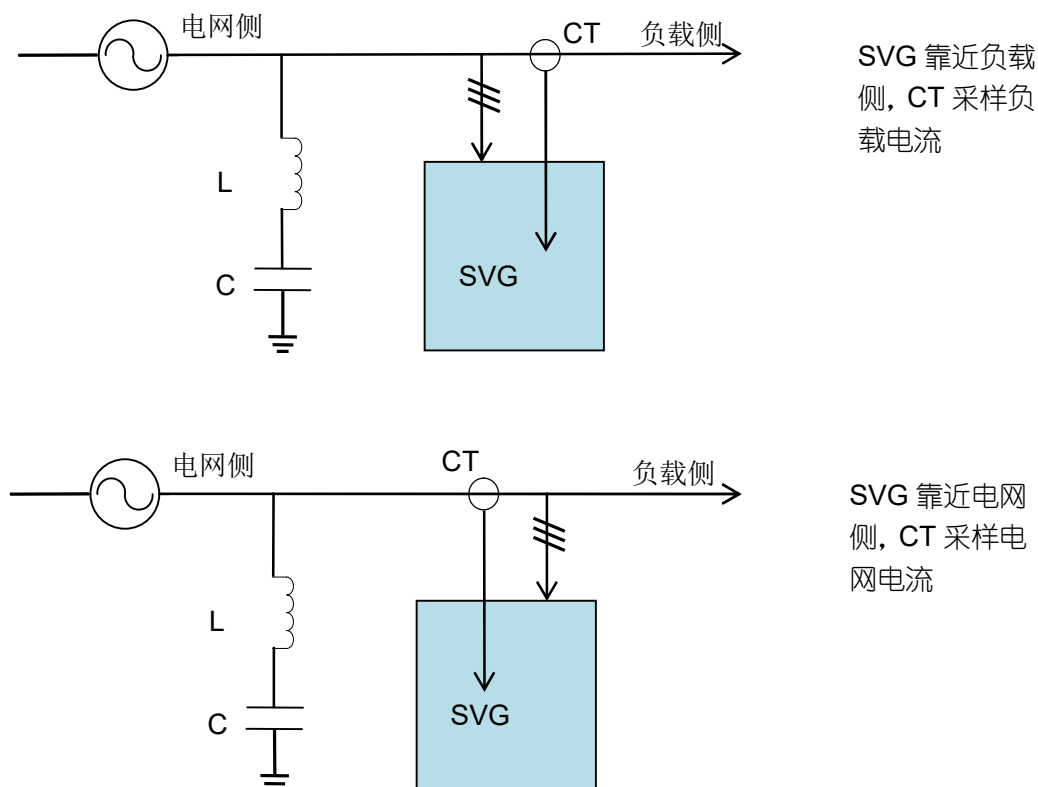 电网侧
CT
负载侧
SVG 靠近负载
侧，CT 采样负
载电流
L
C
SVG
电网侧
CT
负载侧
SVG 靠近电网
侧，CT 采样电
网电流
L
C
SVG